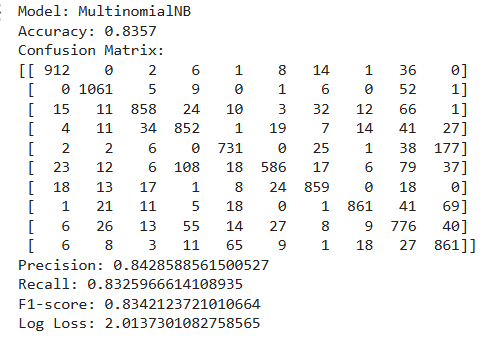 Model: MultinomialNB
Accuracy: 0.8357
Confusion Matrix:
[[ 912    0    2    6    1    8   14    1   36    0]
 [   0 1061    5    9    0    1    6    0   52    1]
 [  15   11  858   24   10    3   32   12   66    1]
 [   4   11   34  852    1   19    7   14   41   27]
 [   2    2    6    0  731    0   25    1   38  177]
 [  23   12    6  108   18  586   17    6   79   37]
 [  18   13   17    1    8   24  859    0   18    0]
 [   1   21   11    5   18    0    1  861   41   69]
 [   6   26   13   55   14   27    8    9  776   40]
 [   6    8    3   11   65    9    1   18   27  861]]
Precision: 0.8428588561500527
Recall: 0.8325966614108935
F1-score: 0.8342123721010664
Log Loss: 2.0137301082758565